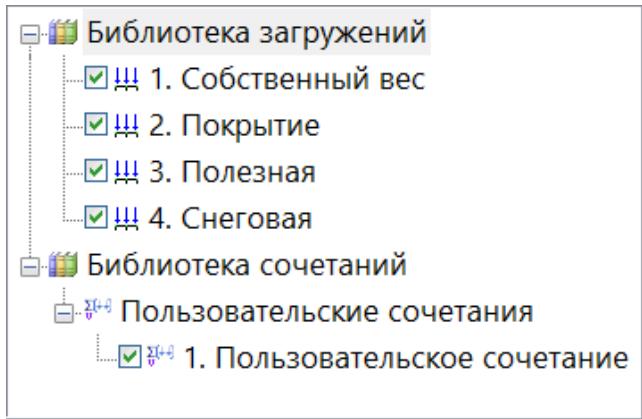 Библиотека загружений
1. Собственный вес
2. Покрытие
3. Полезная
4. Снеговая
Библиотека сочетаний
Пользовательские сочетания
1. Пользовательское сочетание